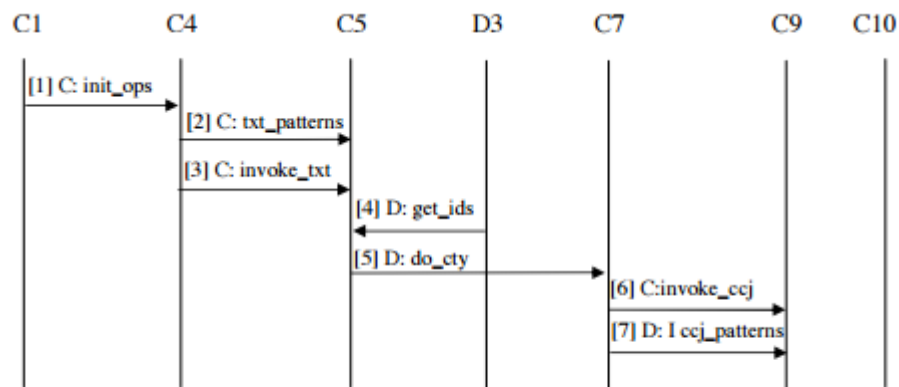 C1 C4 C5 D3 C7 C9 C10
[1] C: init_ops
[2] C: txt_patterns
[3] C: invoke_txt
[4] D: get_ids
[5] D: do_cty
[6] C:invoke_ccj
[7] D: I ccj_patterns